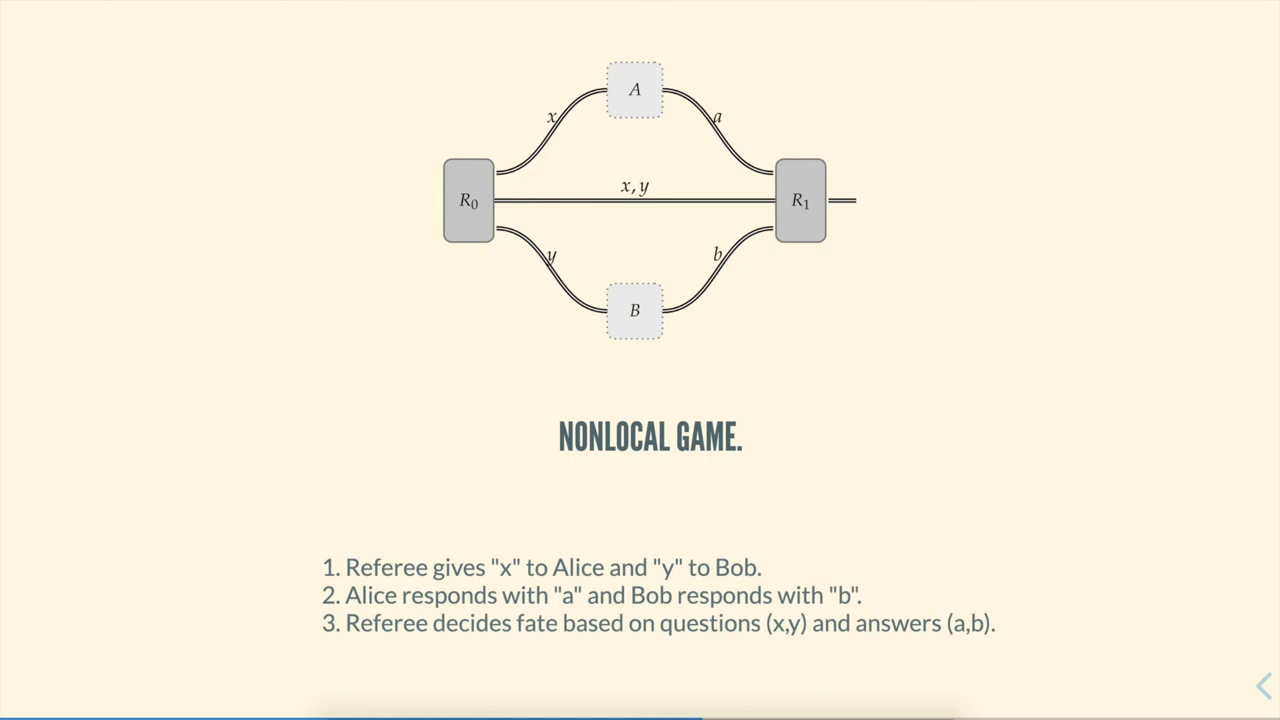 A
x
a
x, y
R0
R1
y
b
B
NONLOCAL GAME.
1. Referee gives "x" to Alice and "y" to Bob.
2. Alice responds with "a" and Bob responds with "b".
3. Referee decides fate based on questions (x,y) and answers (a,b).